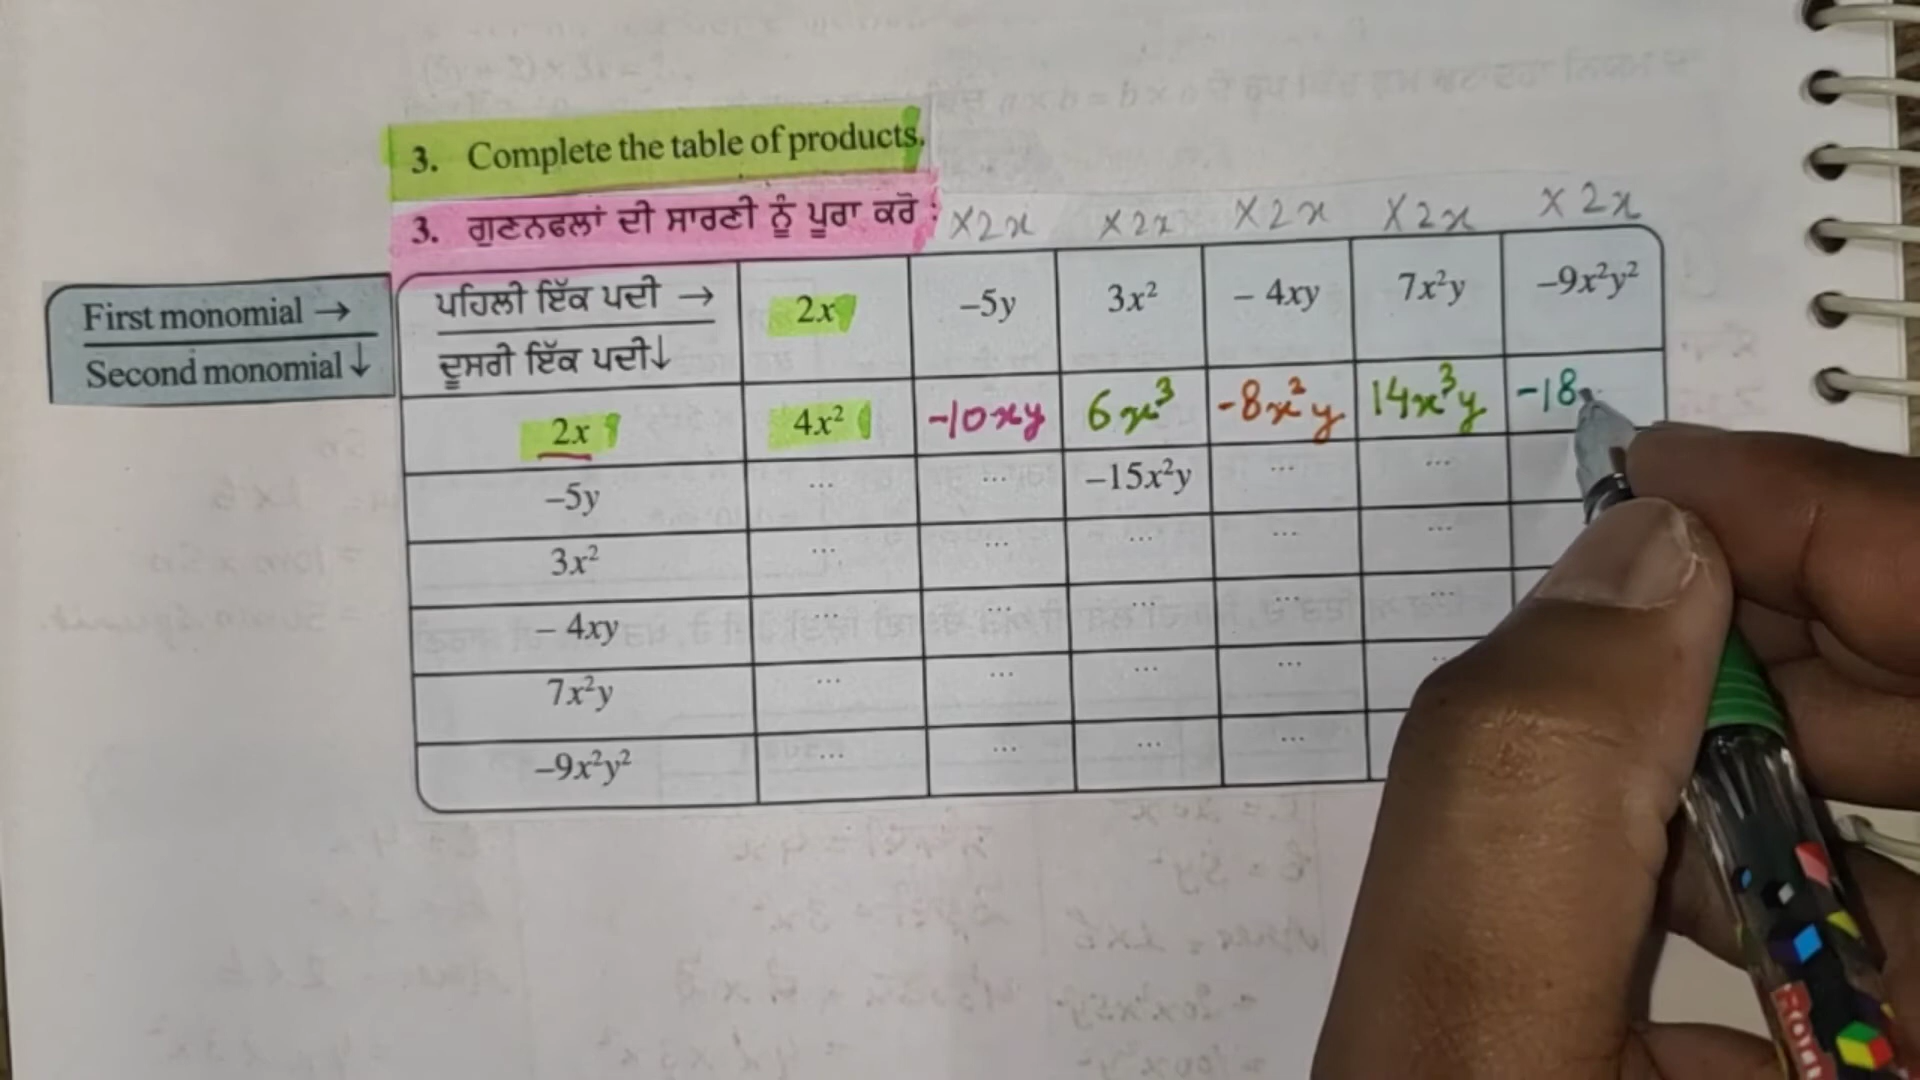 3. Complete the table of products.
3. ਗੁਣਨਫਲਾਂ ਦੀ ਸਾਰਣੀ ਨੂੰ ਪੂਰਾ ਕਰੋ :
×2x ×2x ×2x ×2x ×2x
First monomial →
Second monomial ↓
ਪਹਿਲੀ ਇੱਕ ਪਦੀ → 2x –5y 3x² – 4xy 7x²y –9x²y²
ਦੂਸਰੀ ਇੱਕ ਪਦੀ↓
2x 4x² -10xy 6x³ -8x²y 14x³y -18
–5y ... ... –15x²y ... ...
3x² ... ... ... ... ...
– 4xy ... ... ... ... ...
7x²y ... ... ... ... ..
–9x²y² ... ... ... ...